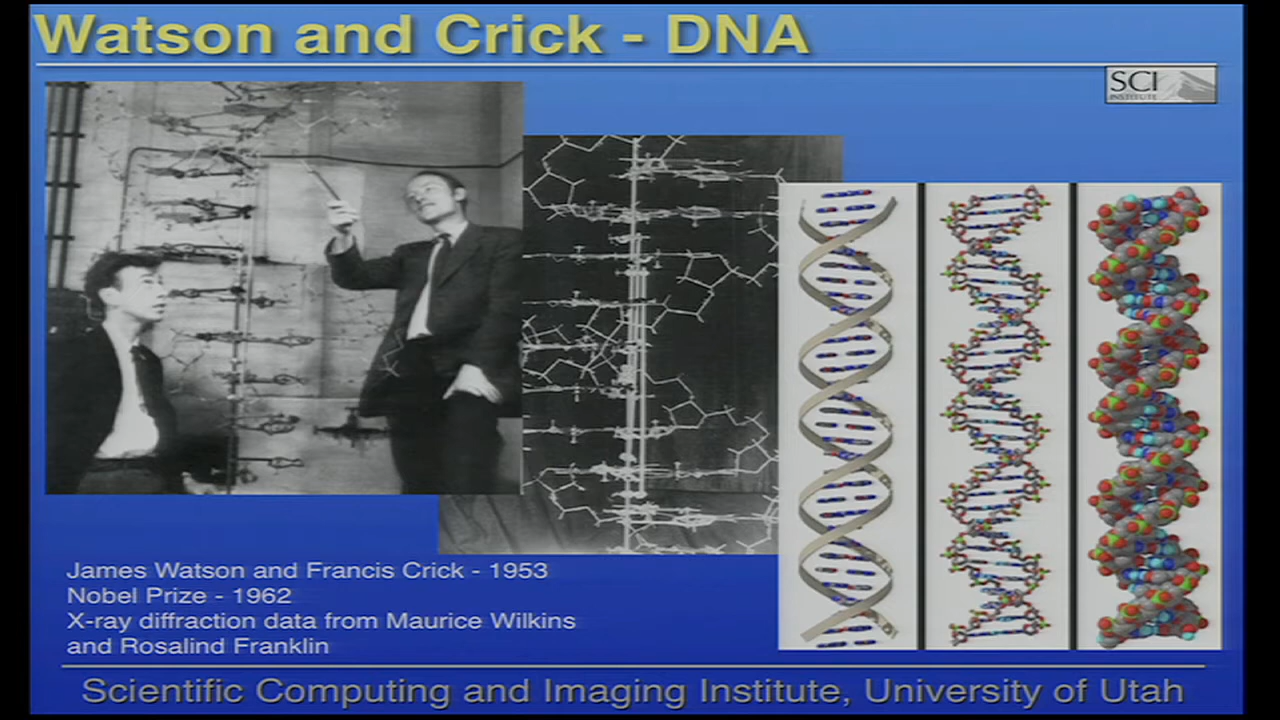 Watson and Crick - DNA
SCI
INSTITUTE
James Watson and Francis Crick - 1953
Nobel Prize - 1962
X-ray diffraction data from Maurice Wilkins
and Rosalind Franklin
Scientific Computing and Imaging Institute, University of Utah